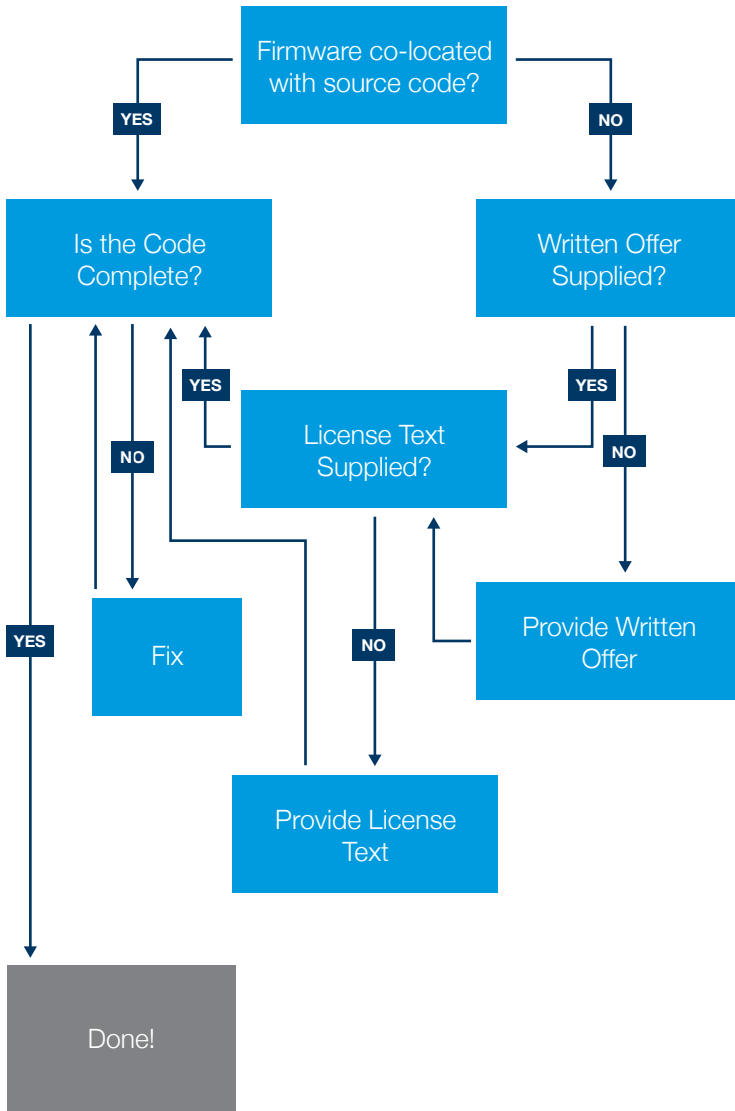 Firmware co-located
with source code?
YES
NO
Is the Code
Complete?
Written Offer
Supplied?
YES
YES
License Text
Supplied?
NO
NO
Fix
Provide Written
Offer
YES
NO
Provide License
Text
Done!